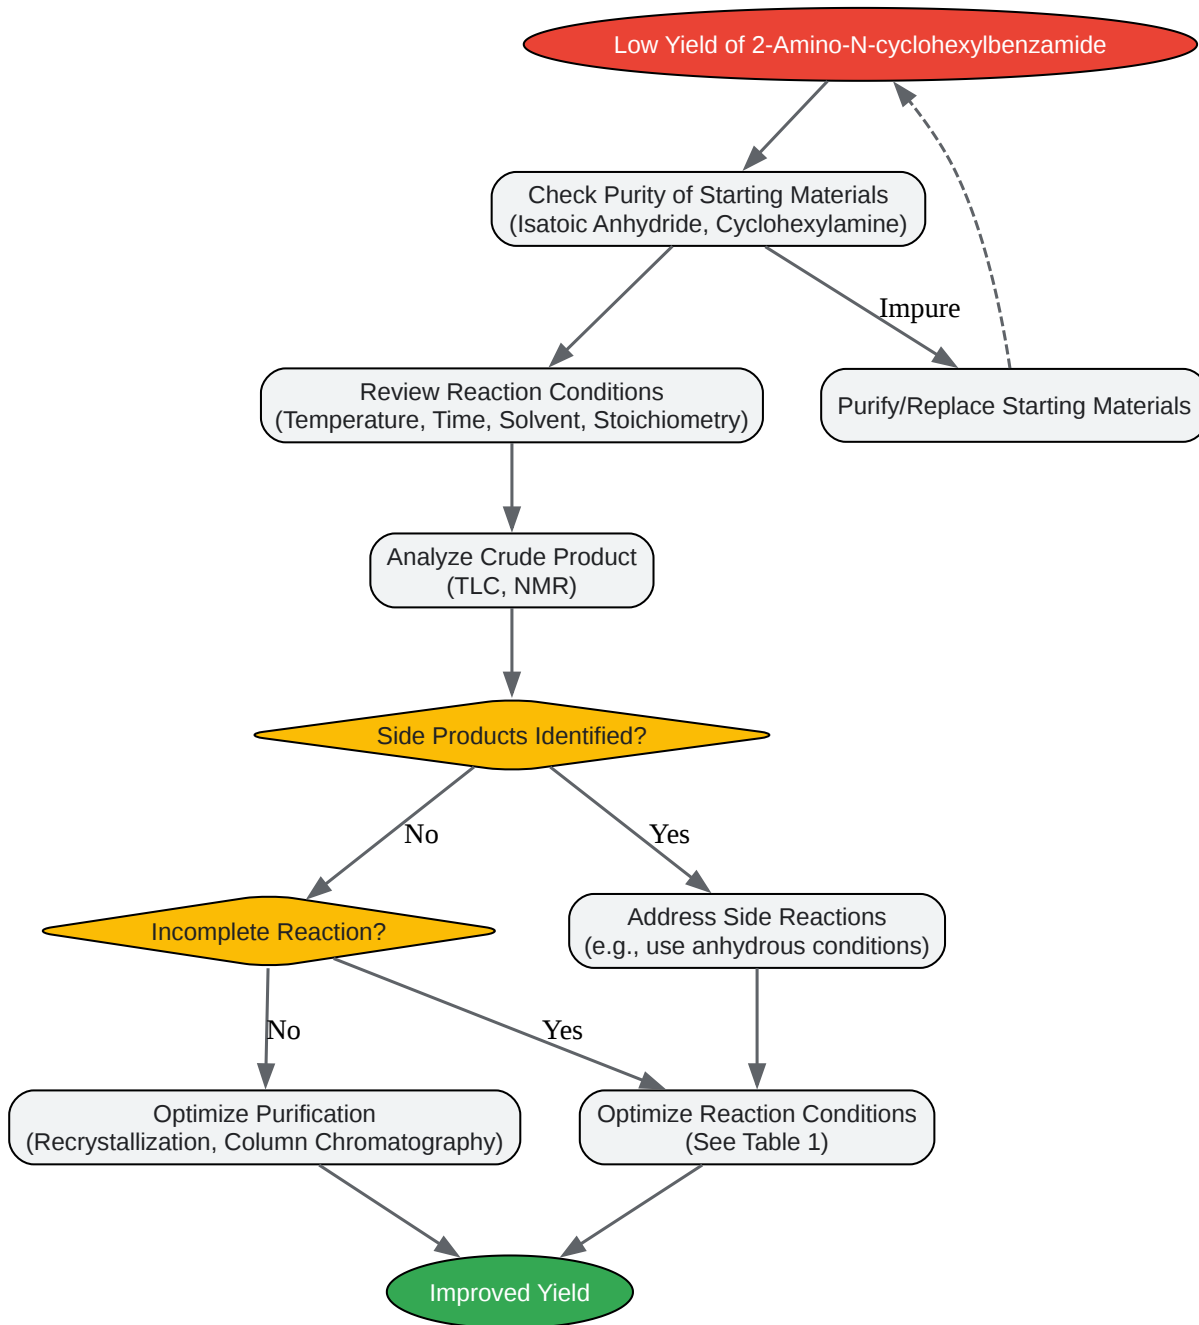 Low Yield of 2-Amino-N-cyclohexylbenzamide
Check Purity of Starting Materials
(Isatoic Anhydride, Cyclohexylamine)
Impure
Review Reaction Conditions
(Temperature, Time, Solvent, Stoichiometry)
Purify/Replace Starting Materials
Analyze Crude Product
(TLC, NMR)
Side Products Identified?
No
Yes
Incomplete Reaction?
Address Side Reactions
(e.g., use anhydrous conditions)
No
Yes
Optimize Purification
(Recrystallization, Column Chromatography)
Optimize Reaction Conditions
(See Table 1)
Improved Yield